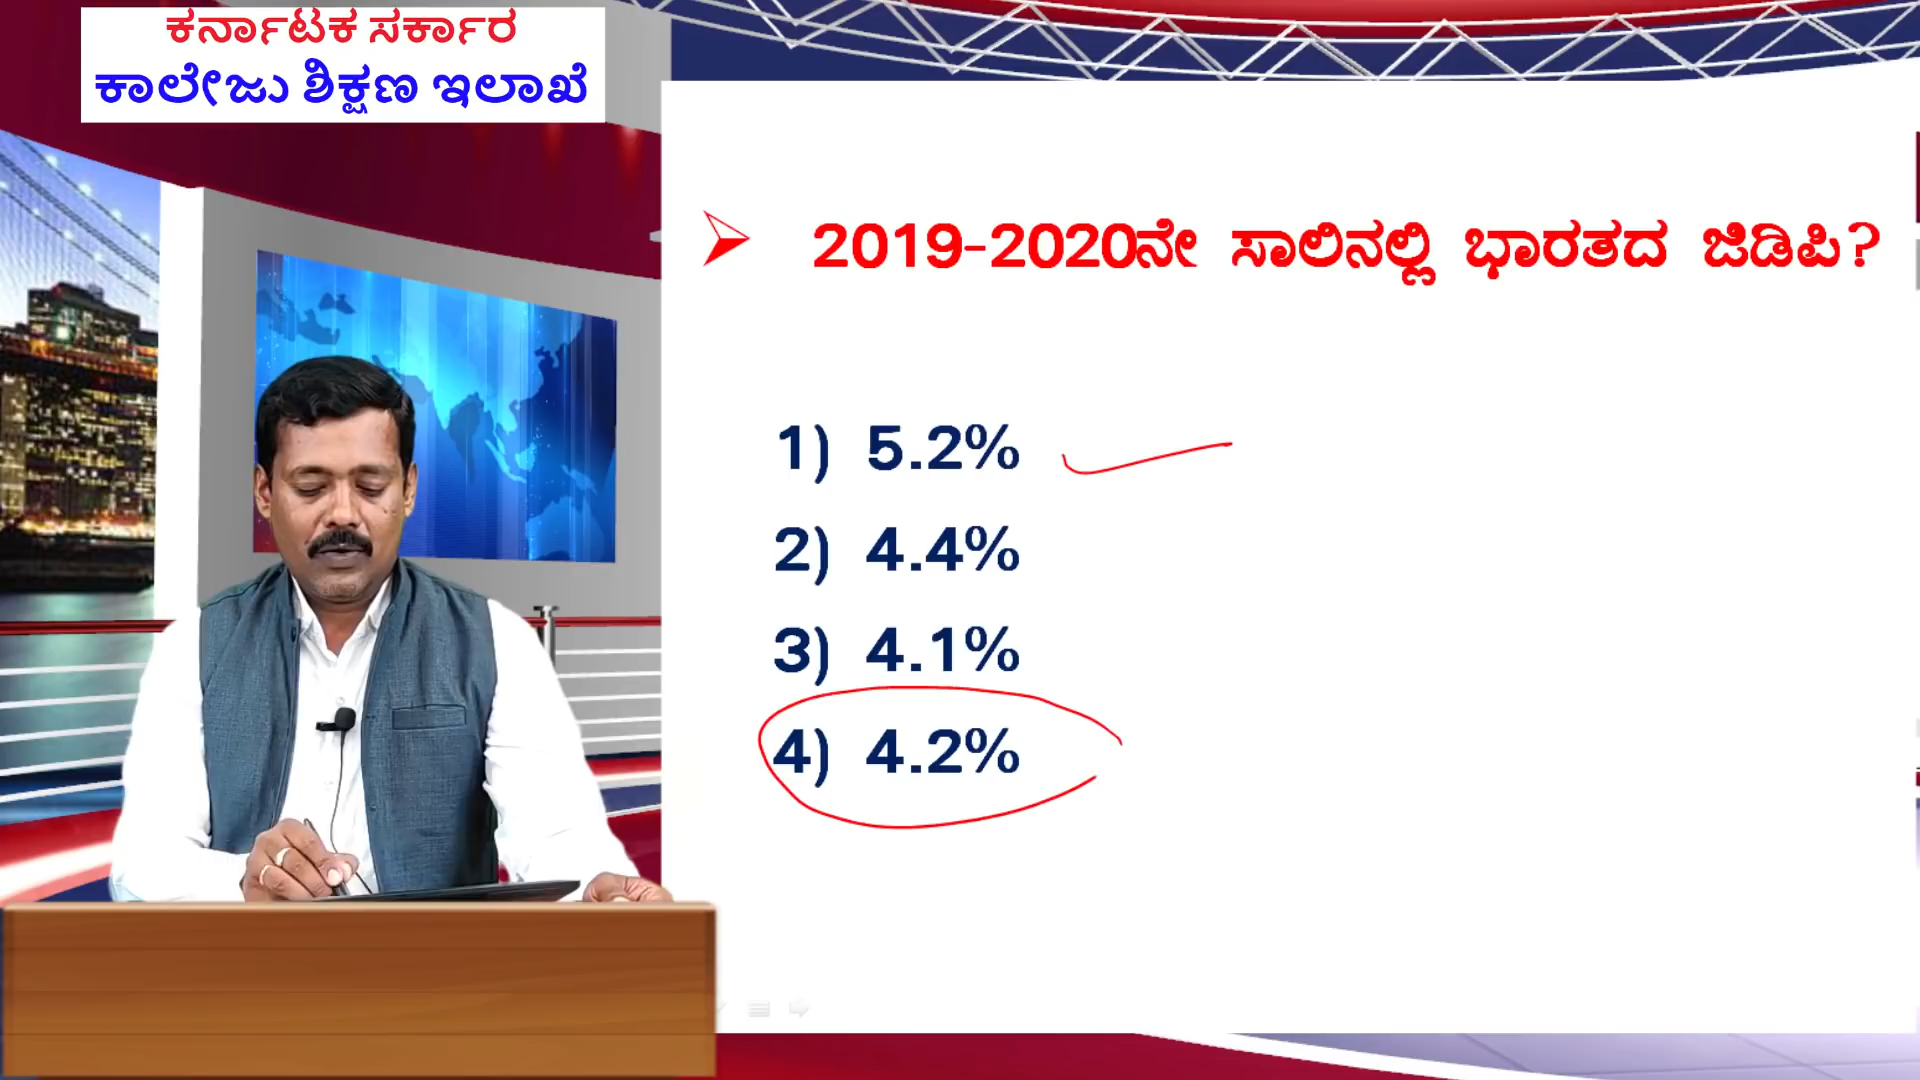 ಕರ್ನಾಟಕ ಸರ್ಕಾರ
ಕಾಲೇಜು ಶಿಕ್ಷಣ ಇಲಾಖೆ
2019-2020ನೇ ಸಾಲಿನಲ್ಲಿ ಭಾರತದ ಜಿಡಿಪಿ?
1) 5.2%
2) 4.4%
3) 4.1%
4) 4.2%